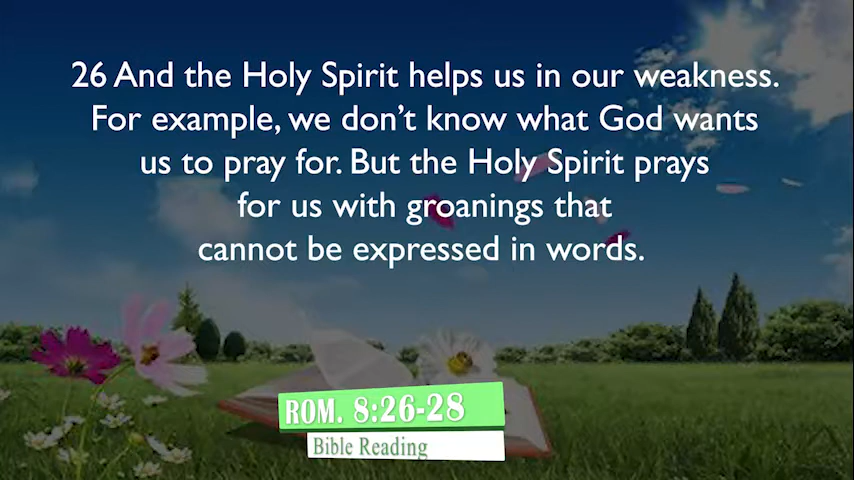 26 And the Holy Spirit helps us in our weakness.
For example, we don't know what God wants
us to pray for. But the Holy Spirit prays
for us with groanings that
cannot be expressed in words.
ROM. 8:26-28
Bible Reading